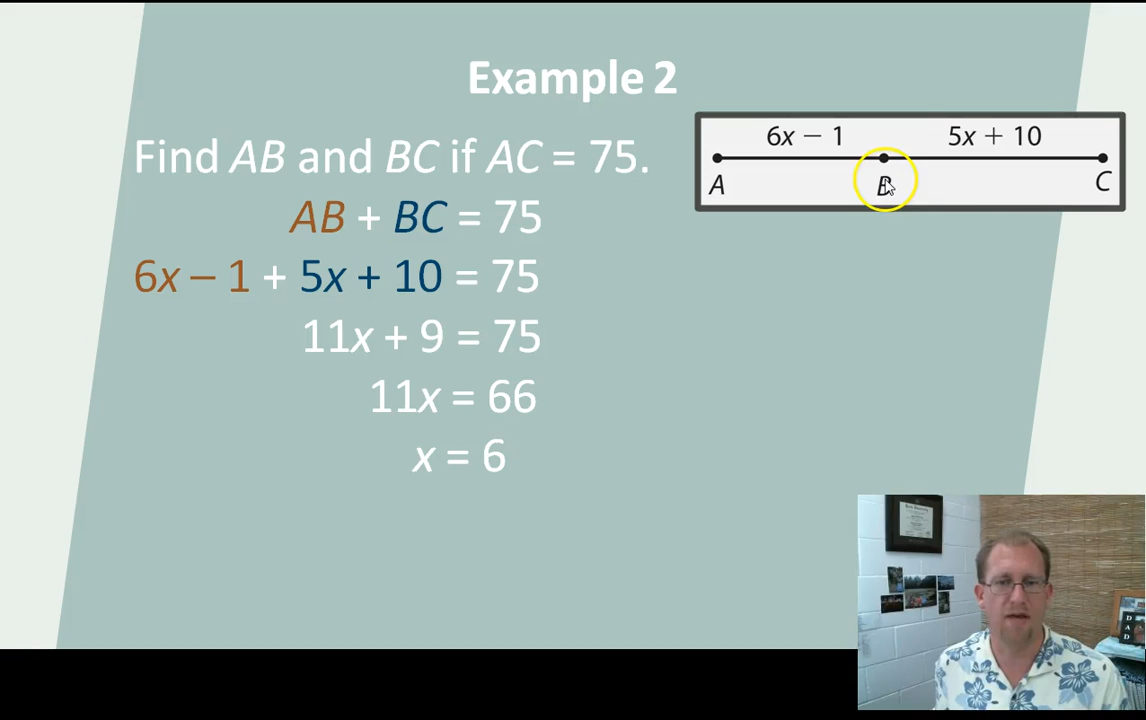 Example 2
Find AB and BC if AC = 75.
AB + BC = 75
6x – 1 + 5x + 10 = 75
11x + 9 = 75
11x = 66
x = 6
6x − 1 5x + 10
A B C
DAD